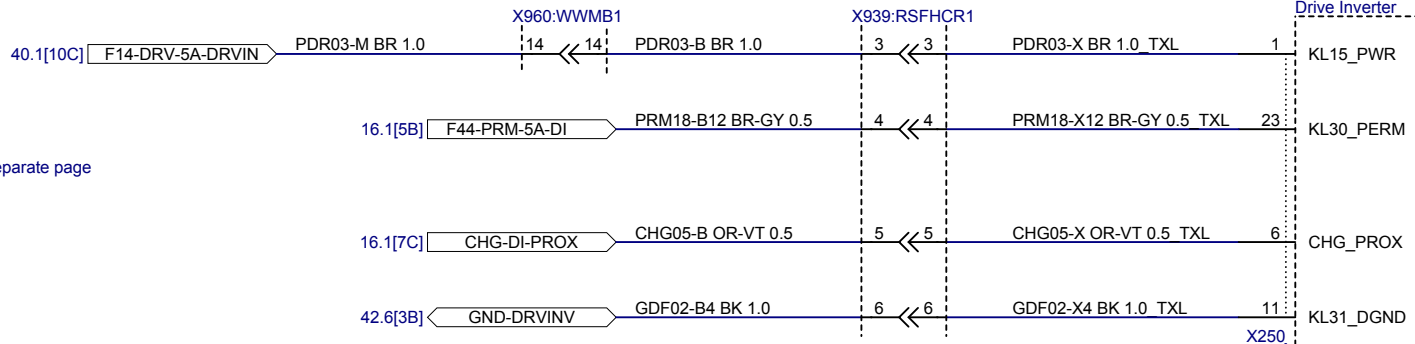 X960:WWMB1 X939:RSFHCR1 Drive Inverter
40.1[10C] F14-DRV-5A-DRVIN PDR03-M BR 1.0 14 14 PDR03-B BR 1.0 3 3 PDR03-X BR 1.0_TXL 1 KL15_PWR
16.1[5B] F44-PRM-5A-DI PRM18-B12 BR-GY 0.5 4 4 PRM18-X12 BR-GY 0.5_TXL 23 KL30_PERM
eparate page
16.1[7C] CHG-DI-PROX CHG05-B OR-VT 0.5 5 5 CHG05-X OR-VT 0.5_TXL 6 CHG_PROX
42.6[3B] GND-DRVINV GDF02-B4 BK 1.0 6 6 GDF02-X4 BK 1.0_TXL 11 KL31_DGND
X250